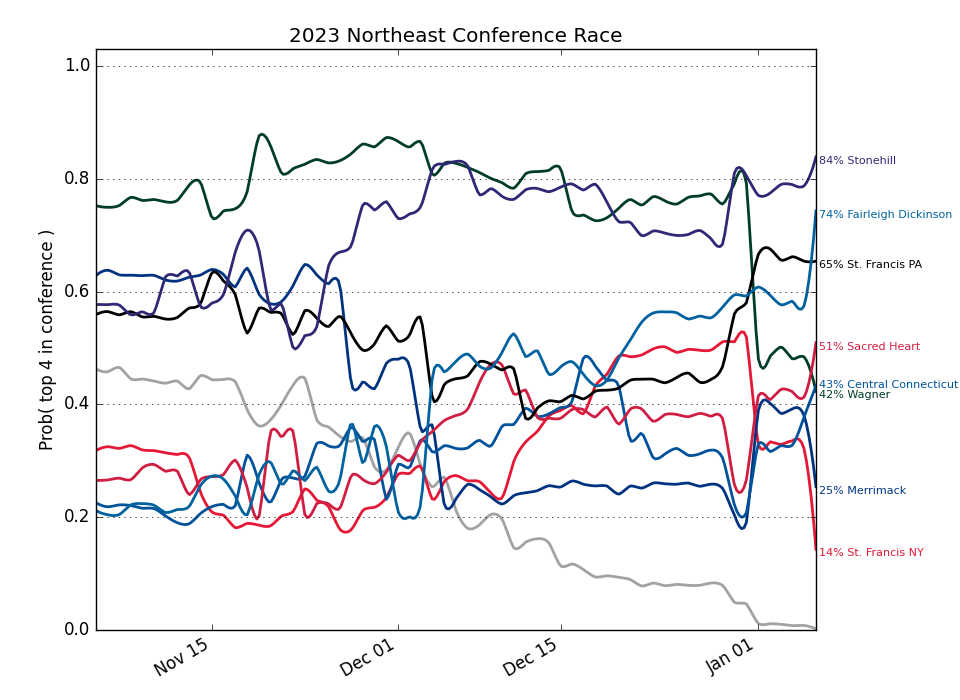 2023 Northeast Conference Race
Prob( top 4 in conference )
1.0
0.8
0.6
0.4
0.2
0.0
Nov 15
Dec 01
Dec 15
Jan 01
84% Stonehill
74% Fairleigh Dickinson
65% St. Francis PA
51% Sacred Heart
43% Central Connecticut
42% Wagner
25% Merrimack
14% St. Francis NY